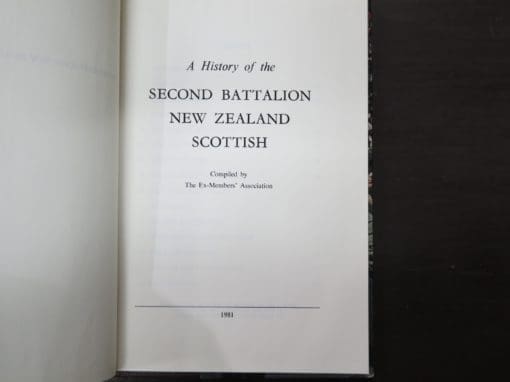 A History of the
SECOND BATTALION
NEW ZEALAND
SCOTTISH
Compiled by
The Ex-Members' Association
1981